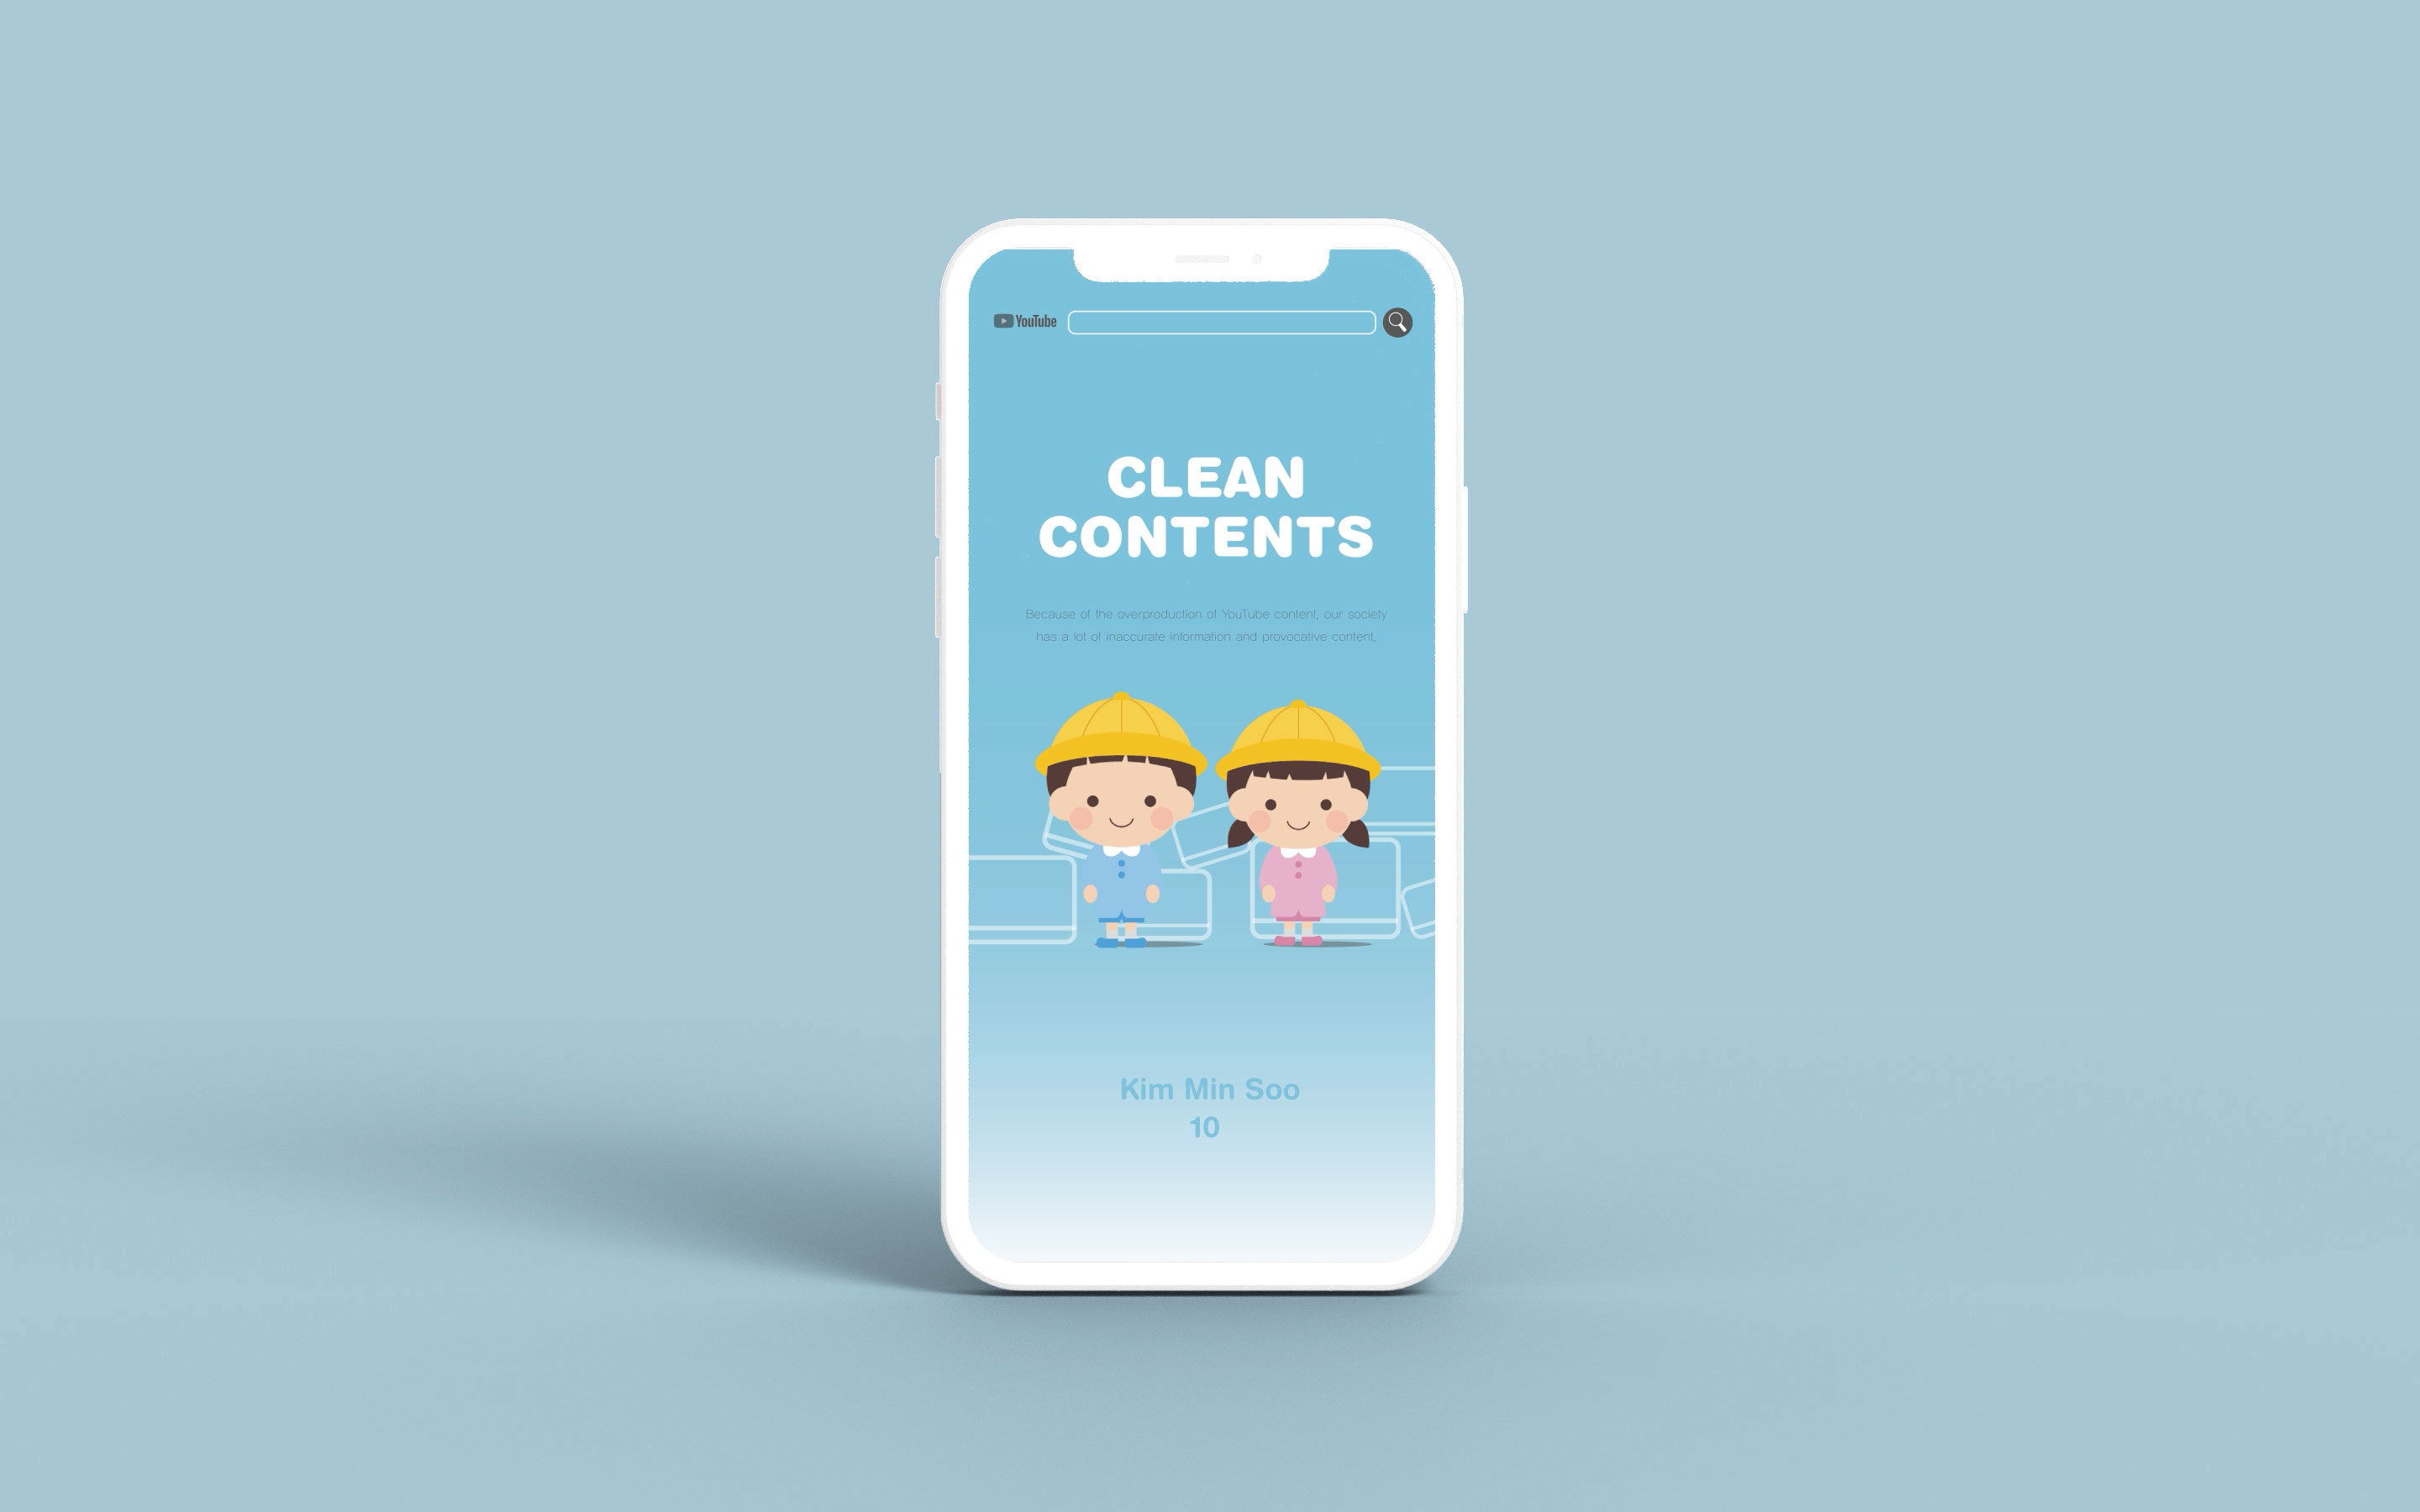 YouTube
CLEAN
CONTENTS
Because of the overproduction of YouTube content, our society
has a lot of inaccurate information and provocative content.
Kim Min Soo
10